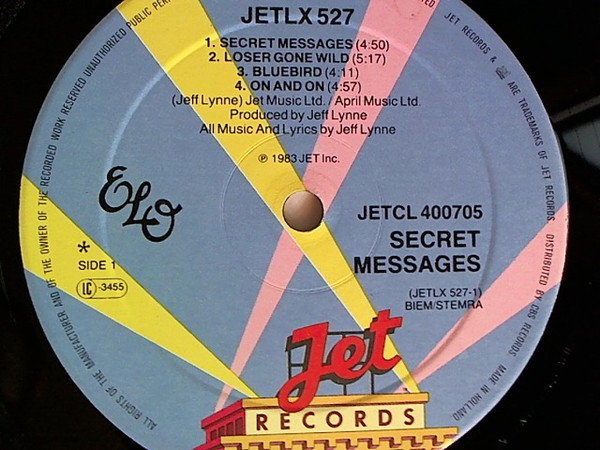 JETLX 527
1. SECRET MESSAGES (4:50)
2. LOSER GONE WILD (5:17)
3. BLUEBIRD (4:11)
4. ON AND ON (4:57)
(Jeff Lynne) Jet Music Ltd. / April Music Ltd.
Produced by Jeff Lynne
All Music And Lyrics by Jeff Lynne
℗ 1983 JET Inc.
ELO
JETCL 400705
SECRET
MESSAGES
*
SIDE 1
LC -3455
(JETLX 527-1)
BIEM/STEMRA
Jet
RECORDS
ALL RIGHTS OF THE MANUFACTURER AND OF THE OWNER OF THE RECORDED WORK RESERVED UNAUTHORIZED PUBLIC
JET RECORDS & ARE TRADEMARKS OF JET RECORDS. DISTRIBUTED BY CBS RECORDS. MADE IN HOLLAND